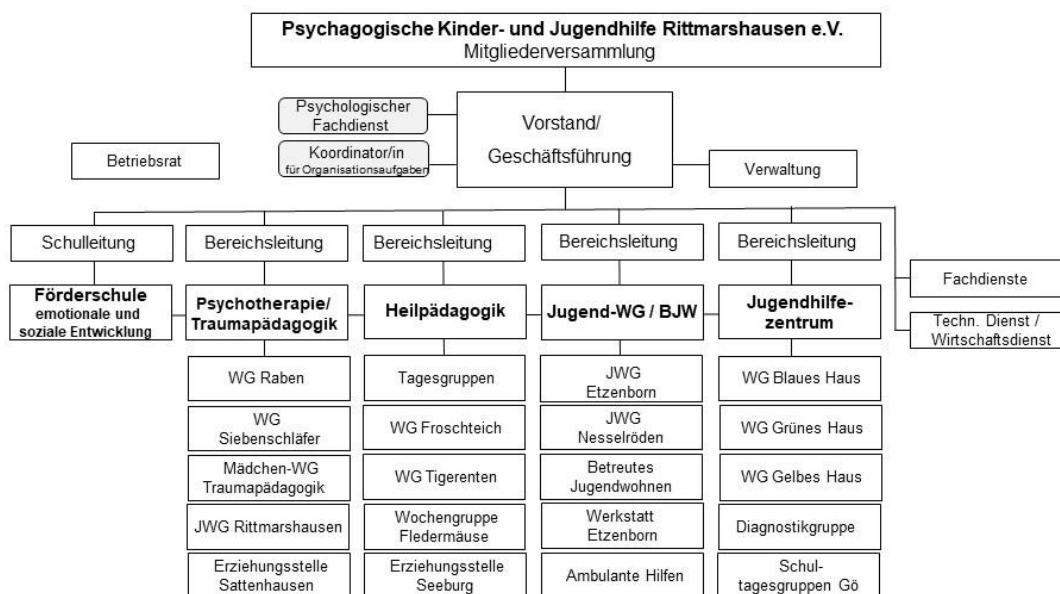 Psychagogische Kinder- und Jugendhilfe Rittmarshausen e.V.
Mitgliederversammlung
Psychologischer
Fachdienst
Vorstand/
Geschäftsführung
Koordinator/in
für Organisationsaufgaben
Betriebsrat
Verwaltung
Schulleitung
Bereichsleitung
Bereichsleitung
Bereichsleitung
Bereichsleitung
Fachdienste
Techn. Dienst /
Wirtschaftsdienst
Förderschule
emotionale und
soziale Entwicklung
Psychotherapie/
Traumapädagogik
Heilpädagogik
Jugend-WG / BJW
Jugendhilfe-
zentrum
WG Raben
Tagesgruppen
JWG
Etzenborn
WG Blaues Haus
WG
Siebenschläfer
WG Froschteich
JWG
Nesselröden
WG Grünes Haus
Mädchen-WG
Traumapädagogik
WG Tigerenten
Betreutes
Jugendwohnen
WG Gelbes Haus
JWG Rittmarshausen
Wochengruppe
Fledermäuse
Werkstatt
Etzenborn
Diagnostikgruppe
Erziehungsstelle
Sattenhausen
Erziehungsstelle
Seeburg
Ambulante Hilfen
Schul-
tagesgruppen Gö